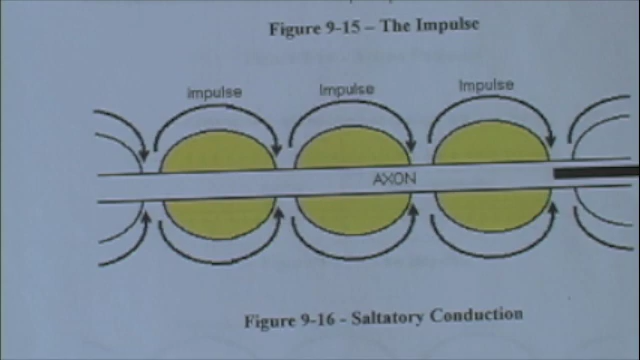 Figure 9-15 – The Impulse
Impulse Impulse Impulse
AXON
Figure 9-16 - Saltatory Conduction